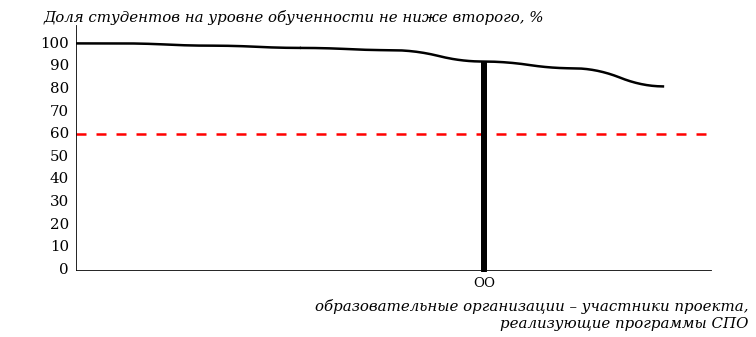 Доля студентов на уровне обученности не ниже второго, %
100
90
80
70
60
50
40
30
20
10
0
ОО
образовательные организации – участники проекта,
реализующие программы СПО